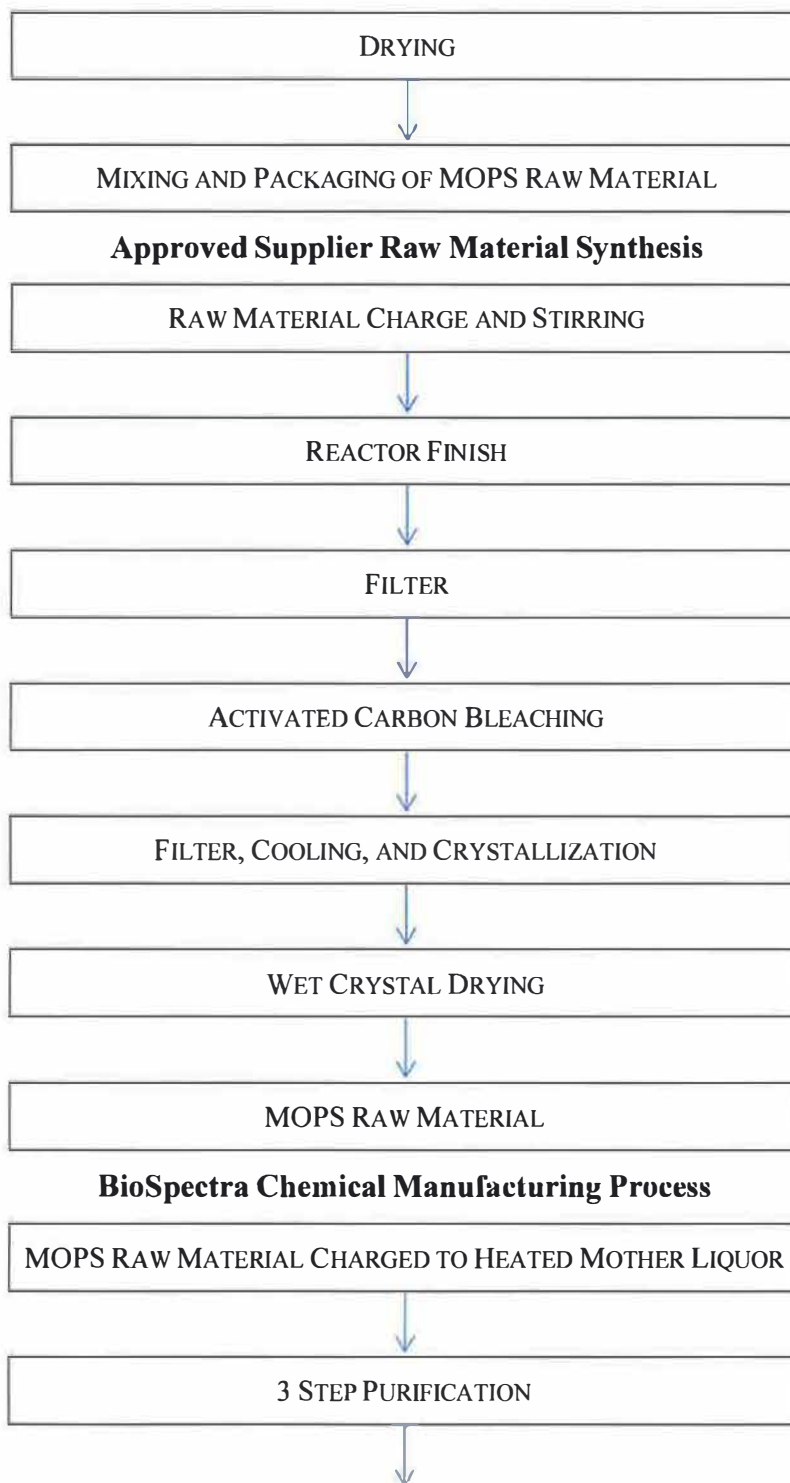 DRYING
MIXING AND PACKAGING OF MOPS RAW MATERIAL
Approved Supplier Raw Material Synthesis
RAW MATERIAL CHARGE AND STIRRING
REACTOR FINISH
FILTER
ACTIVATED CARBON BLEACHING
FILTER, COOLING, AND CRYSTALLIZATION
WET CRYSTAL DRYING
MOPS RAW MATERIAL
BioSpectra Chemical Manufacturing Process
MOPS RAW MATERIAL CHARGED TO HEATED MOTHER LIQUOR
3 STEP PURIFICATION